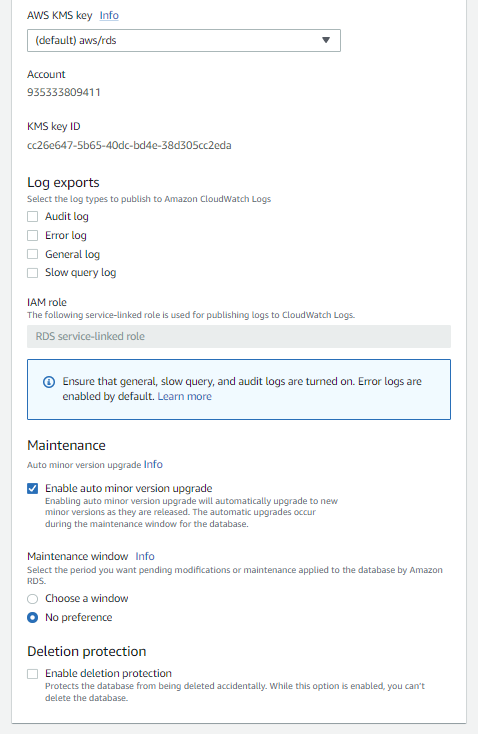 AWS KMS key Info
(default) aws/rds
Account
935333809411
KMS key ID
cc26e647-5b65-40dc-bd4e-38d305cc2eda
Log exports
Select the log types to publish to Amazon CloudWatch Logs
Audit log
Error log
General log
Slow query log
IAM role
The following service-linked role is used for publishing logs to CloudWatch Logs.
RDS service-linked role
Ensure that general, slow query, and audit logs are turned on. Error logs are
enabled by default. Learn more
Maintenance
Auto minor version upgrade Info
Enable auto minor version upgrade
Enabling auto minor version upgrade will automatically upgrade to new
minor versions as they are released. The automatic upgrades occur
during the maintenance window for the database.
Maintenance window Info
Select the period you want pending modifications or maintenance applied to the database by Amazon
RDS.
Choose a window
No preference
Deletion protection
Enable deletion protection
Protects the database from being deleted accidentally. While this option is enabled, you can't
delete the database.